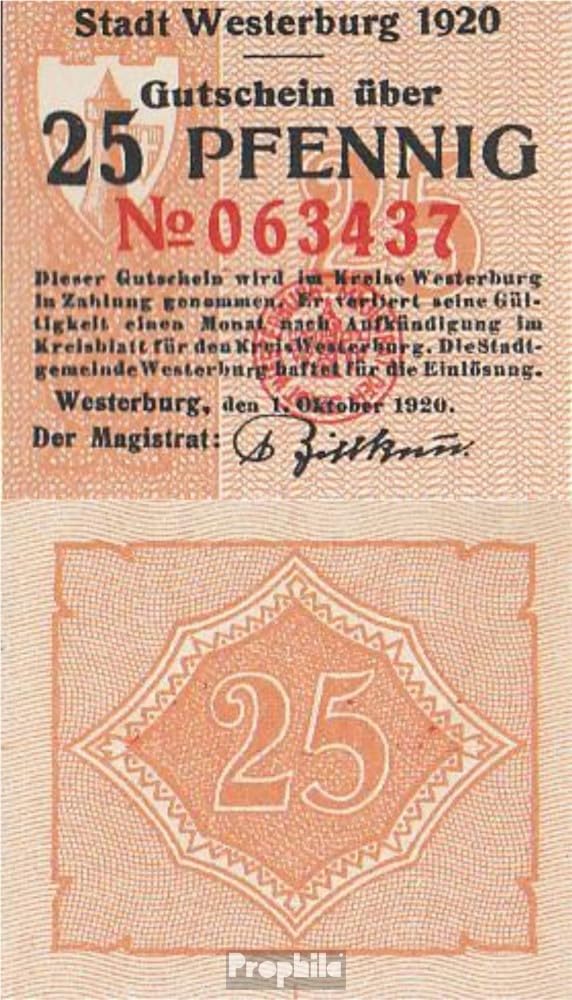 Stadt Westerburg 1920
Gutschein über
25 PFENNIG
25
№ 063437
Dieser Gutschein wird im Kreise Westerburg
in Zahlung genommen. Er verliert seine Gül-
tigkeit einen Monat nach Aufkündigung im
Kreisblatt für den Kreis Westerburg. Die Stadt-
gemeinde Westerburg haftet für die Einlösung.
Westerburg, den 1. Oktober 1920.
Der Magistrat:
25
Prophila